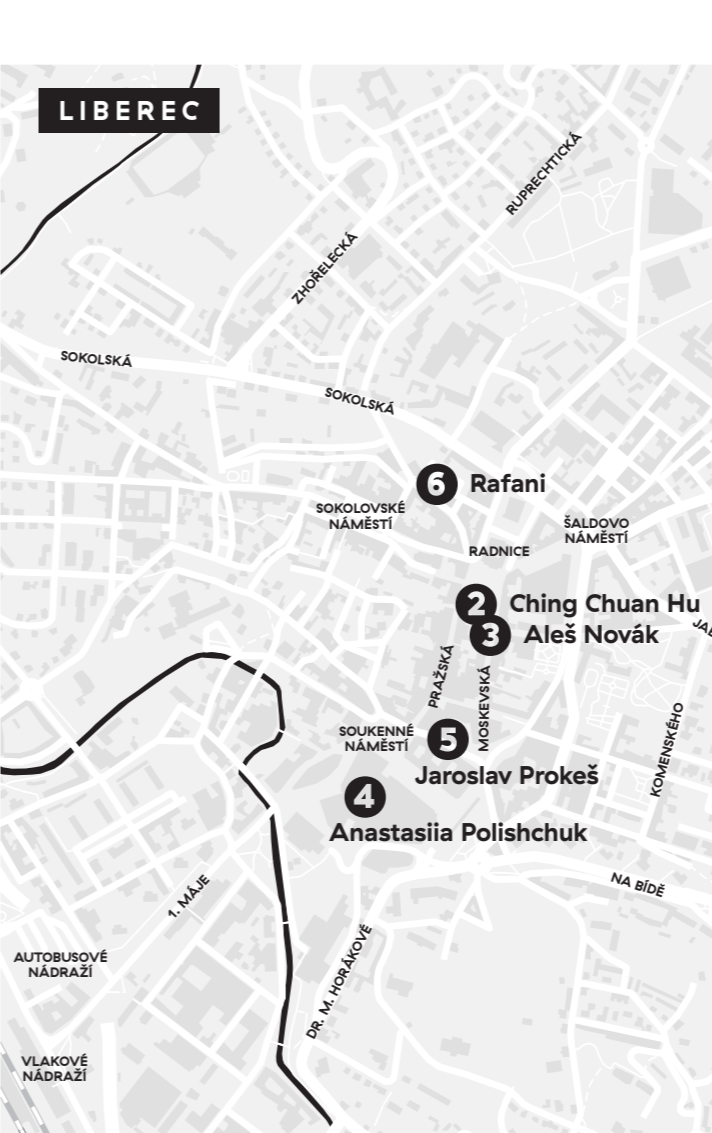 LIBEREC
RUPRECHTICKÁ
ZHOŘELECKÁ
SOKOLSKÁ
SOKOLSKÁ
6 Rafani
SOKOLOVSKÉ
NÁMĚSTÍ
ŠALDOVO
NÁMĚSTÍ
RADNICE
2 Ching Chuan Hu
3 Aleš Novák
PRAŽSKÁ
MOSKEVSKÁ
KOMENSKÉHO
SOUKENNÉ
NÁMĚSTÍ
5
Jaroslav Prokeš
4
Anastasiia Polishchuk
NA BÍDĚ
1. MÁJE
DR. M. HORÁKOVÉ
AUTOBUSOVÉ
NÁDRAŽÍ
VLAKOVÉ
NÁDRAŽÍ